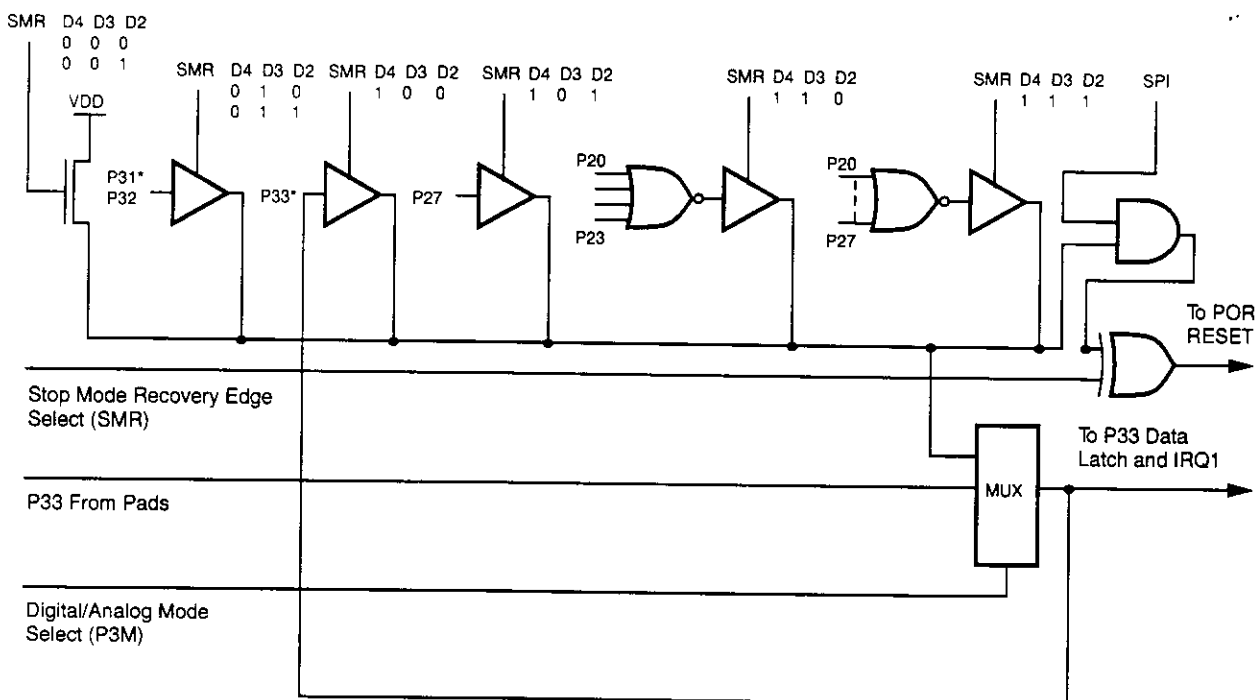 SMR D4 D3 D2
0 0 0
0 0 1
VDD
SMR D4 D3 D2
0 1 0
0 1 1
SMR D4 D3 D2
1 0 0
SMR D4 D3 D2
1 0 1
SMR D4 D3 D2
1 1 0
SMR D4 D3 D2
1 1 1
SPI
P31*
P32
P33*
P27
P20
P23
P20
P27
To POR
RESET
Stop Mode Recovery Edge
Select (SMR)
To P33 Data
Latch and IRQ1
MUX
P33 From Pads
Digital/Analog Mode
Select (P3M)